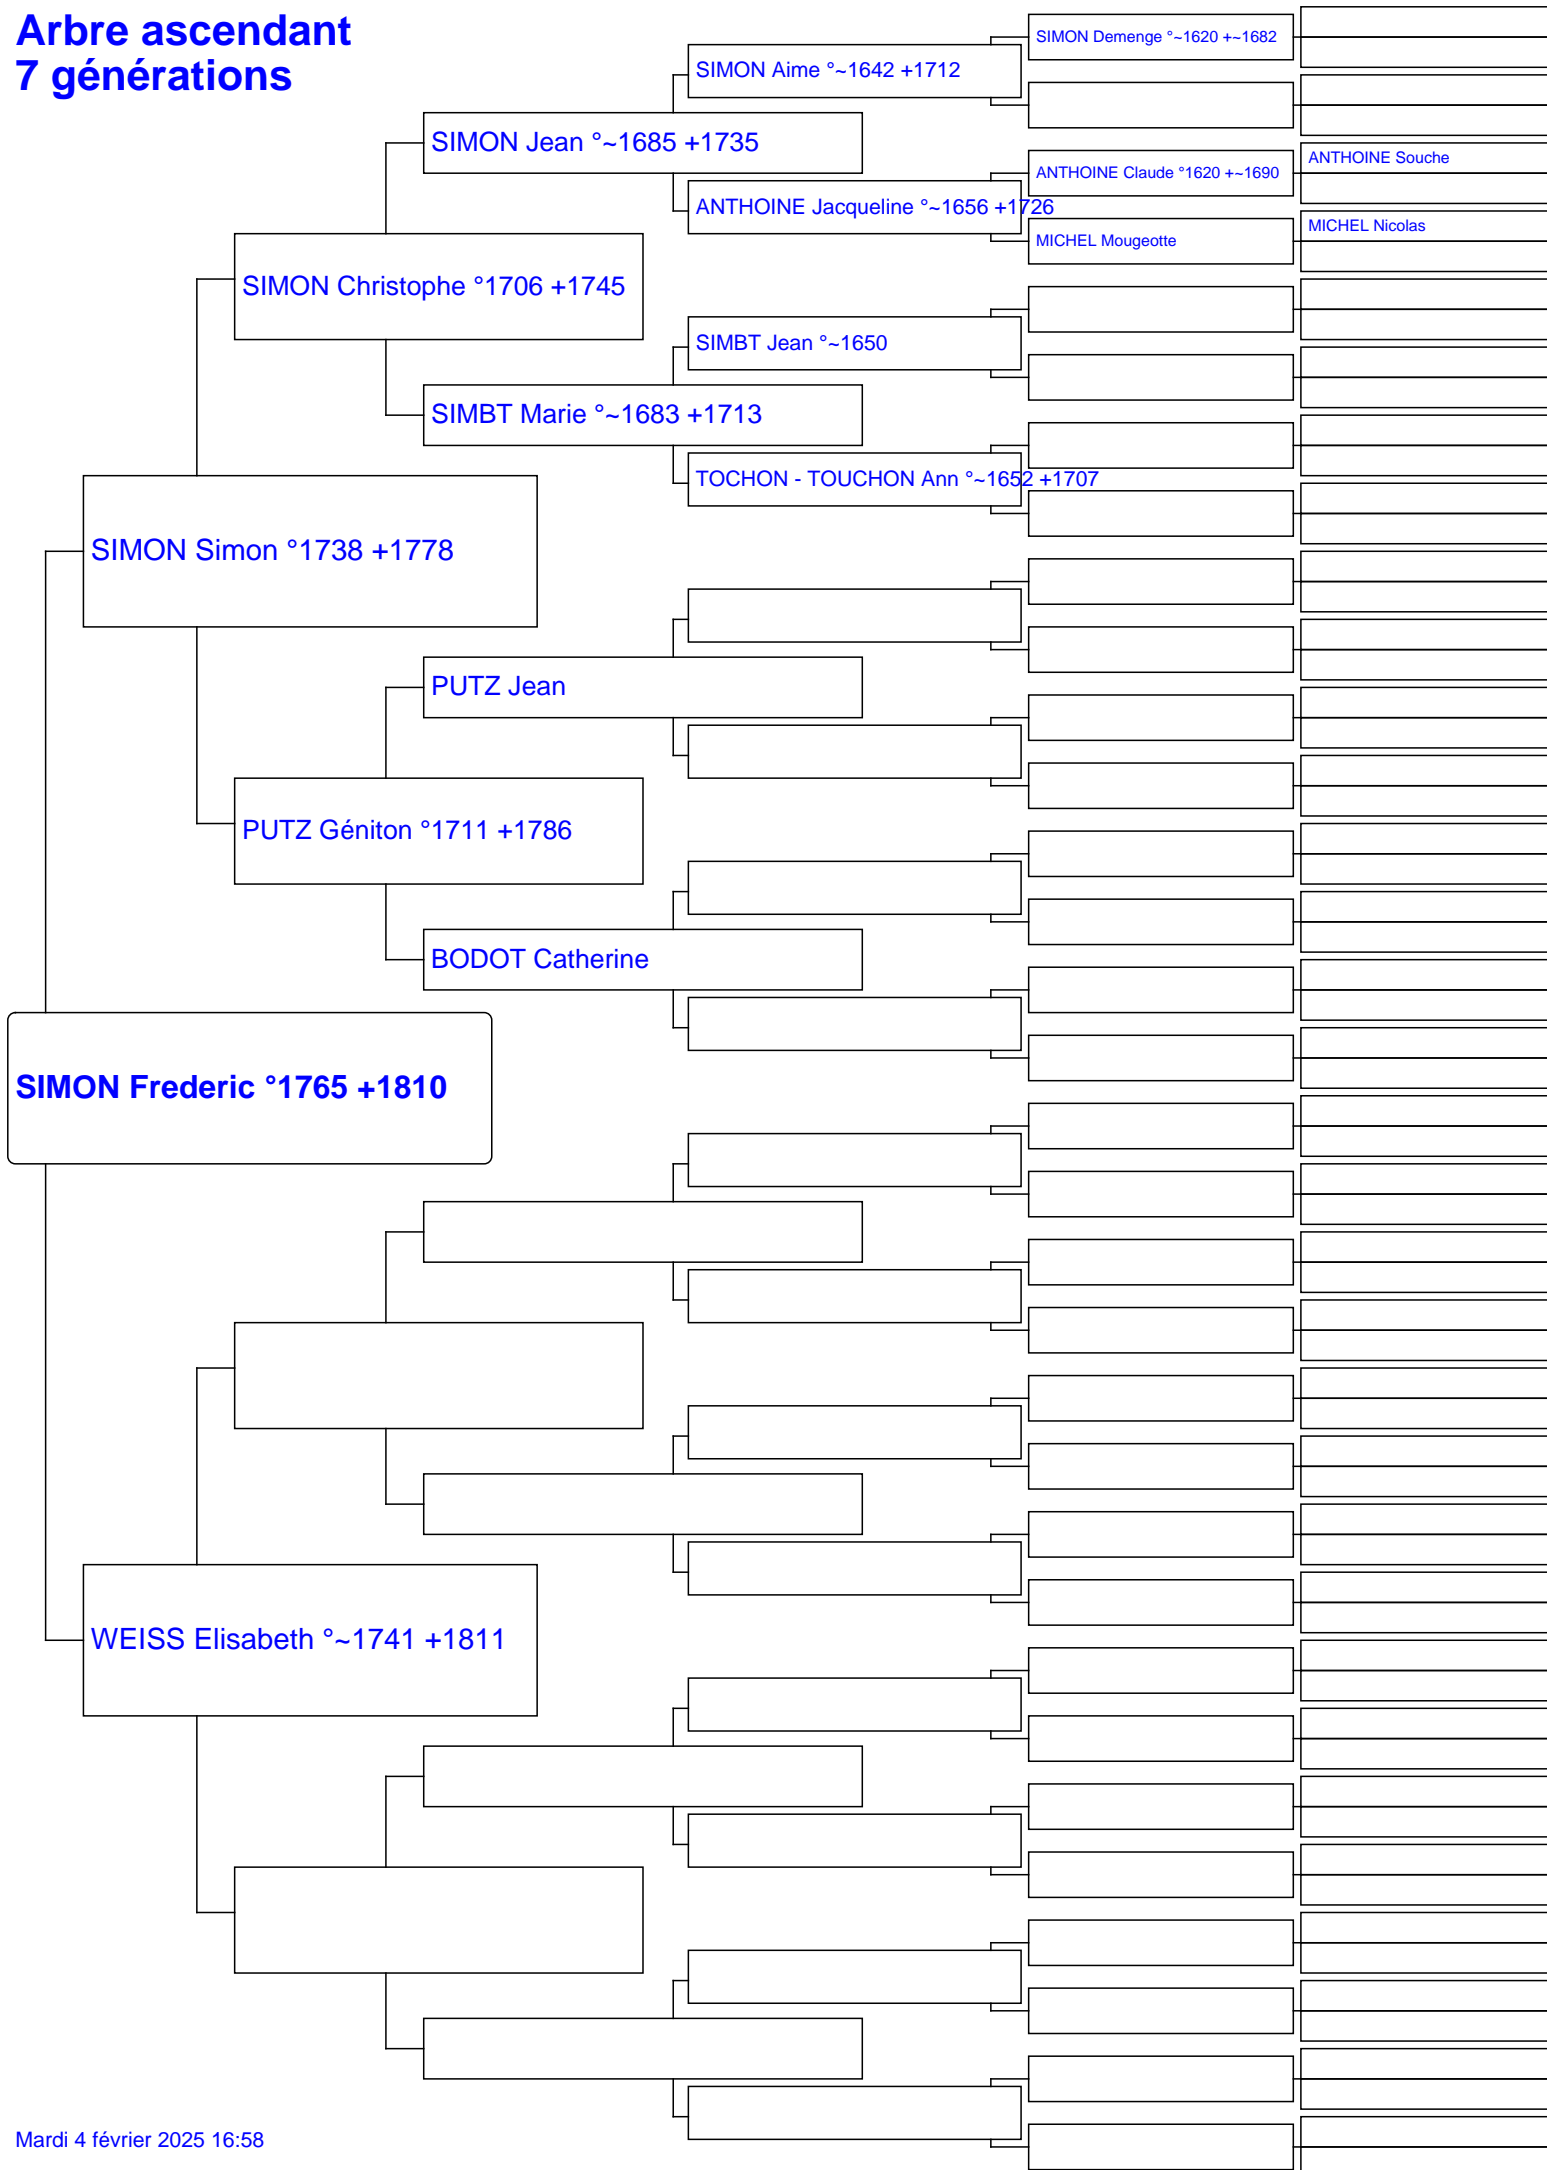 Arbre ascendant
7 générations
SIMON Demenge °~1620 +~1682
SIMON Aime °~1642 +1712
SIMON Jean °~1685 +1735
ANTHOINE Souche
ANTHOINE Claude °1620 +~1690
ANTHOINE Jacqueline °~1656 +1726
MICHEL Nicolas
MICHEL Mougeotte
SIMON Christophe °1706 +1745
SIMBT Jean °~1650
SIMBT Marie °~1683 +1713
TOCHON - TOUCHON Ann °~1652 +1707
SIMON Simon °1738 +1778
PUTZ Jean
PUTZ Géniton °1711 +1786
BODOT Catherine
SIMON Frederic °1765 +1810
WEISS Elisabeth °~1741 +1811
Mardi 4 février 2025 16:58